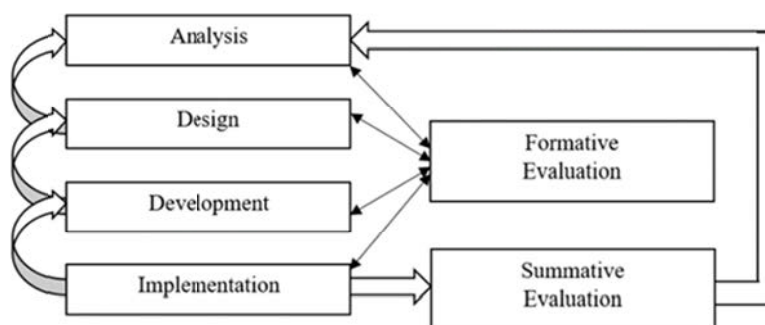 Analysis
Design
Formative
Evaluation
Development
Implementation
Summative
Evaluation